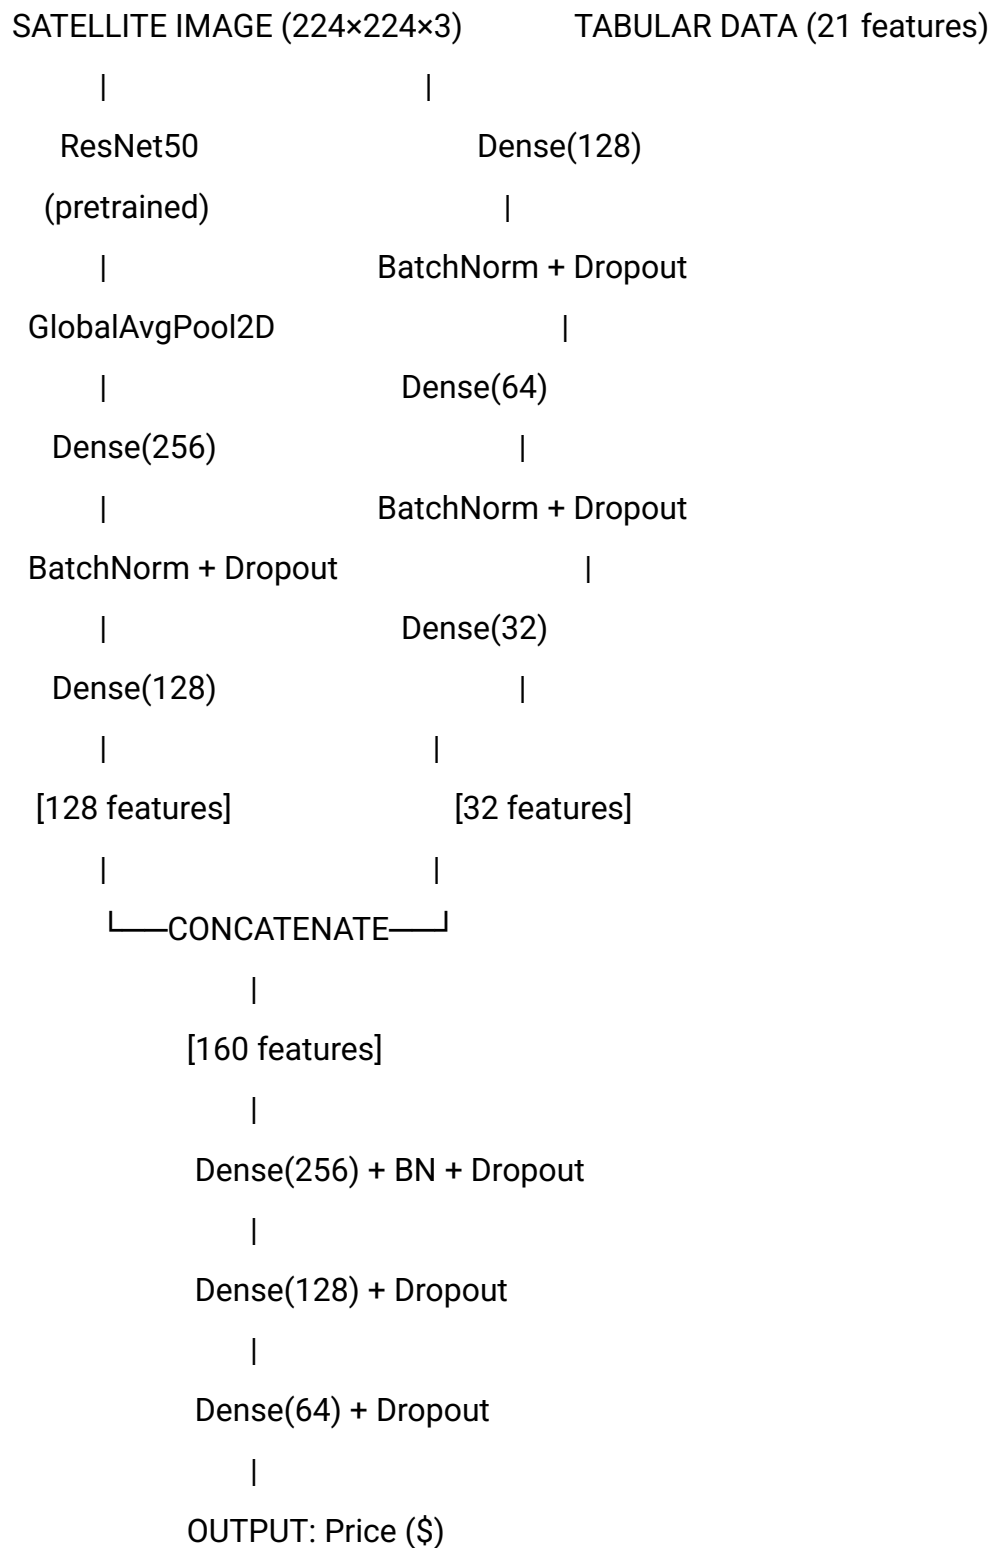 SATELLITE IMAGE (224×224×3) TABULAR DATA (21 features)
| |
ResNet50 Dense(128)
(pretrained) |
| BatchNorm + Dropout
GlobalAvgPool2D |
| Dense(64)
Dense(256) |
| BatchNorm + Dropout
BatchNorm + Dropout |
| Dense(32)
Dense(128) |
| |
[128 features] [32 features]
| |
└──CONCATENATE──┘
|
[160 features]
|
Dense(256) + BN + Dropout
|
Dense(128) + Dropout
|
Dense(64) + Dropout
|
OUTPUT: Price ($)